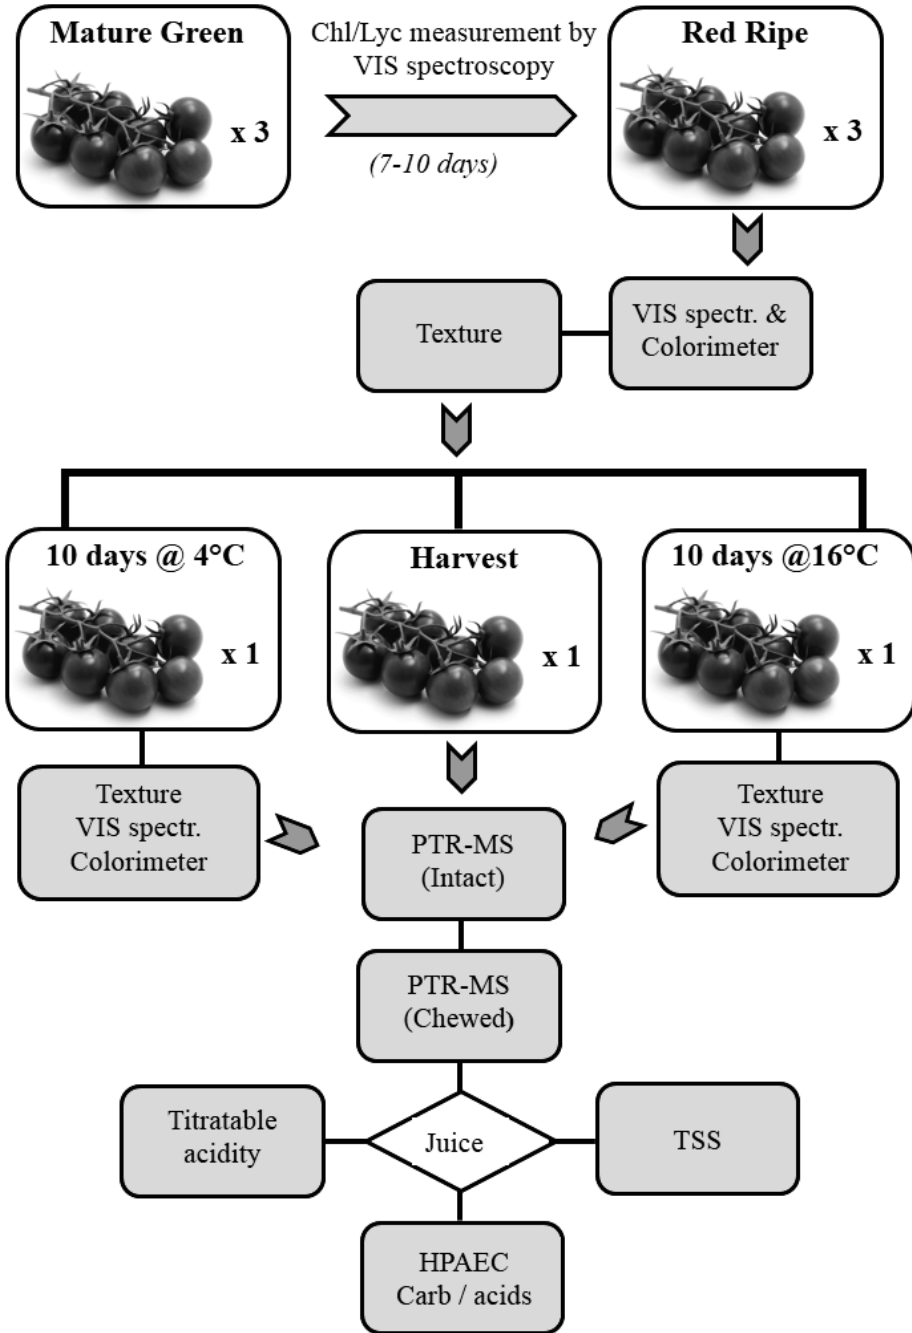 Mature Green
x 3
Chl/Lyc measurement by
VIS spectroscopy
(7-10 days)
Red Ripe
x 3
Texture
VIS spectr. &
Colorimeter
10 days @ 4°C
x 1
Harvest
x 1
10 days @16°C
x 1
Texture
VIS spectr.
Colorimeter
PTR-MS
(Intact)
Texture
VIS spectr.
Colorimeter
PTR-MS
(Chewed)
Titratable
acidity
Juice
TSS
HPAEC
Carb / acids